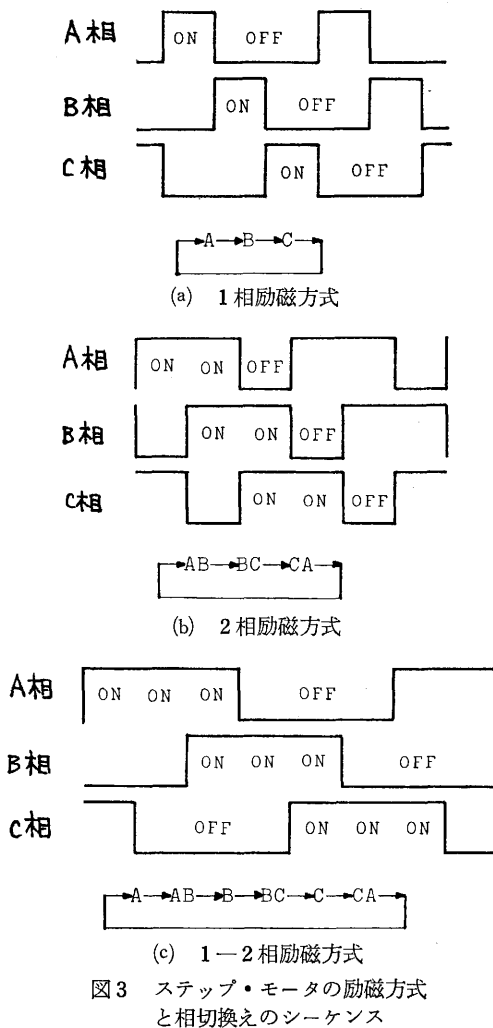 A相 ON OFF
B相 ON OFF
C相 ON OFF
A→B→C→
(a) 1相励磁方式
A相 ON ON OFF
B相 ON ON OFF
C相 ON ON OFF
AB→BC→CA→
(b) 2相励磁方式
A相 ON ON ON OFF
B相 ON ON ON OFF
C相 OFF ON ON ON
A→AB→B→BC→C→CA→
(c) 1−2相励磁方式
図3 ステップ・モータの励磁方式
と相切換えのシーケンス